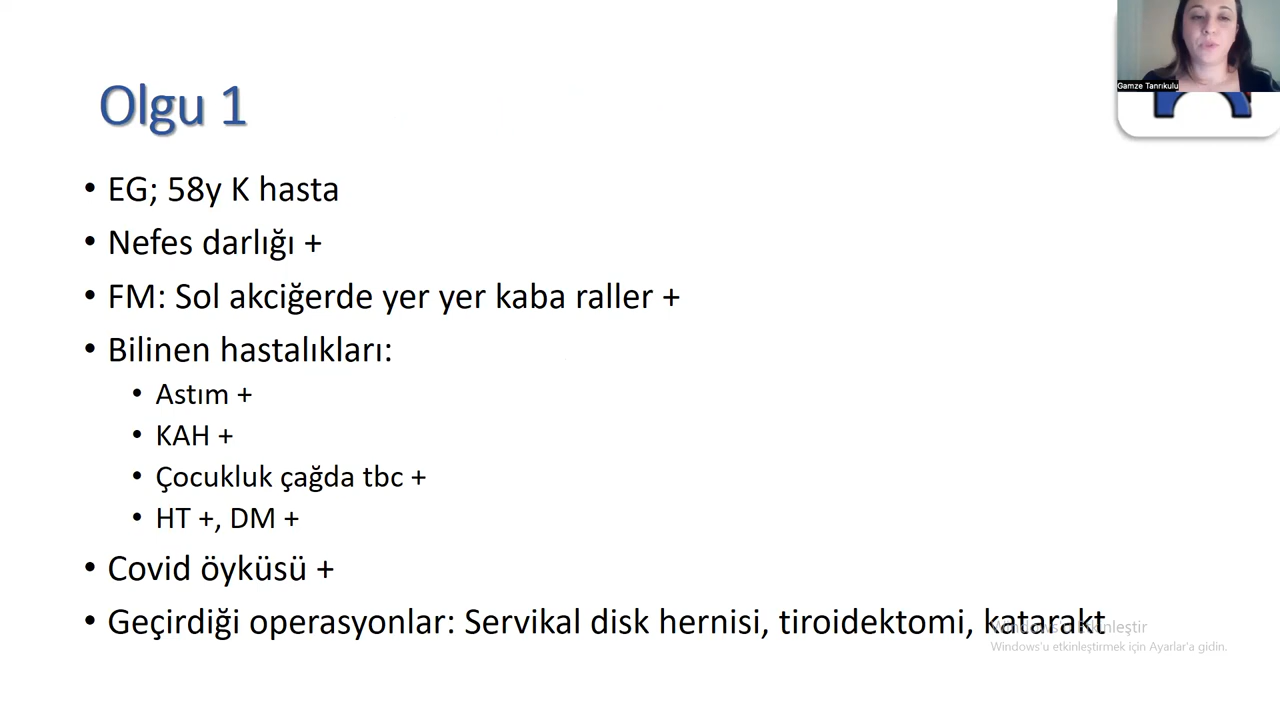 Gamze Tanrıkulu
Olgu 1
• EG; 58y K hasta
• Nefes darlığı +
• FM: Sol akciğerde yer yer kaba raller +
• Bilinen hastalıkları:
• Astım +
• KAH +
• Çocukluk çağda tbc +
• HT +, DM +
• Covid öyküsü +
• Geçirdiği operasyonlar: Servikal disk hernisi, tiroidektomi, katarakt
Windows'u Etkinleştir
Windows'u etkinleştirmek için Ayarlar'a gidin.